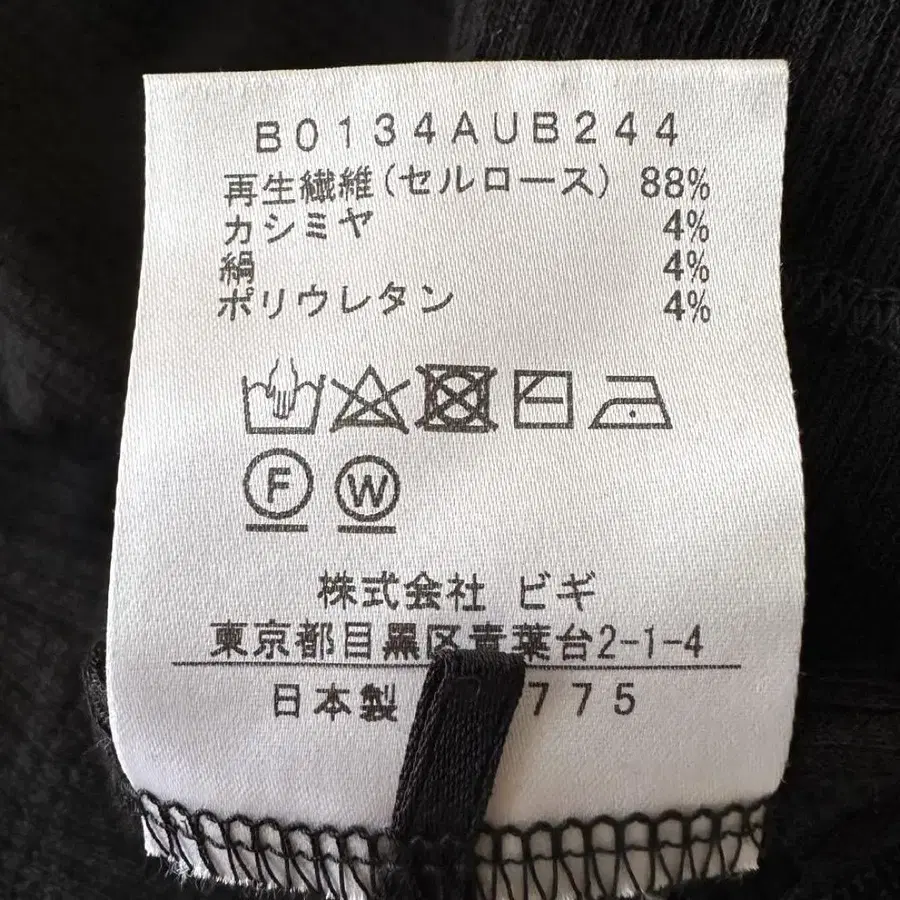 B0134AUB244
再生繊維(セルロース) 88%
カシミヤ 4%
絹 4%
ポリウレタン 4%
F W
株式会社 ビギ
東京都目黒区青葉台2-1-4
日本製 775